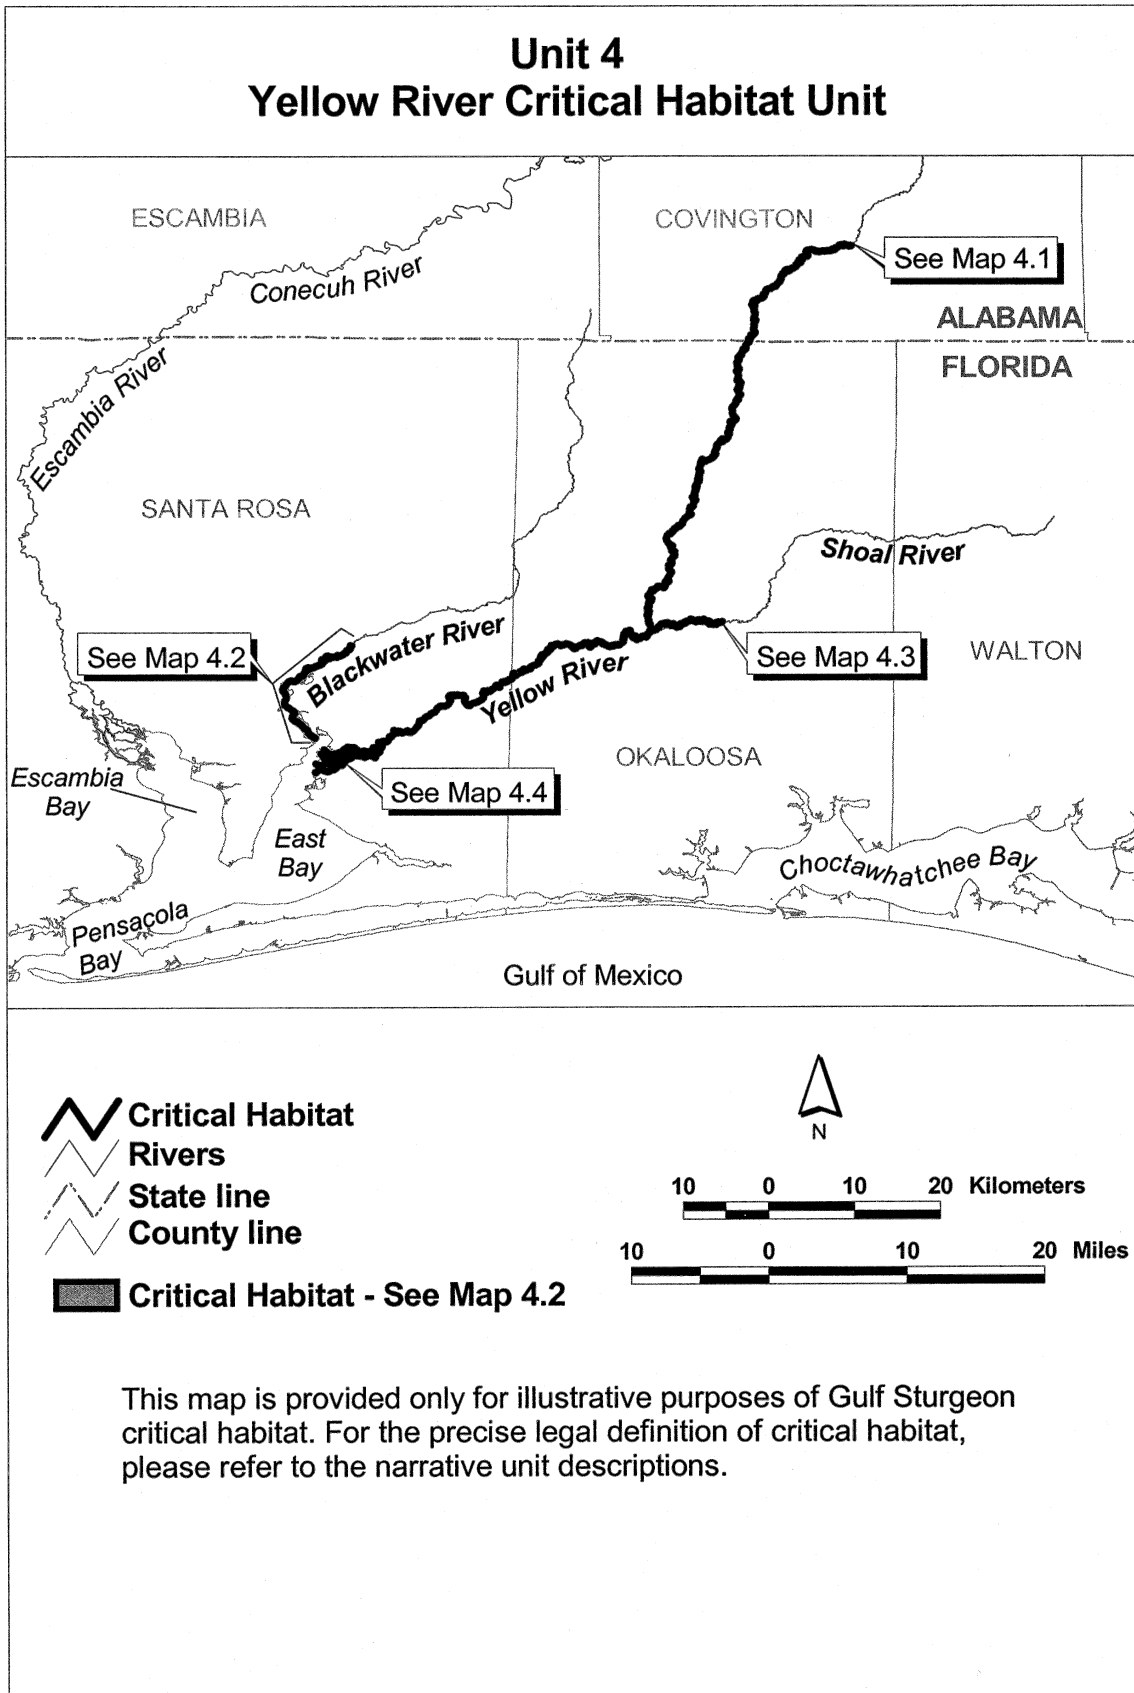 Unit 4
Yellow River Critical Habitat Unit
ESCAMBIA
COVINGTON
See Map 4.1
Conecuh River
ALABAMA
FLORIDA
Escambia River
SANTA ROSA
Shoal River
See Map 4.2
Blackwater River
Yellow River
See Map 4.3
WALTON
OKALOOSA
Escambia
Bay
See Map 4.4
East
Bay
Choctawhatchee Bay
Pensacola
Bay
Gulf of Mexico
Critical Habitat
Rivers
State line
County line
Critical Habitat - See Map 4.2
N
10 0 10 20 Kilometers
10 0 10 20 Miles
This map is provided only for illustrative purposes of Gulf Sturgeon
critical habitat. For the precise legal definition of critical habitat,
please refer to the narrative unit descriptions.